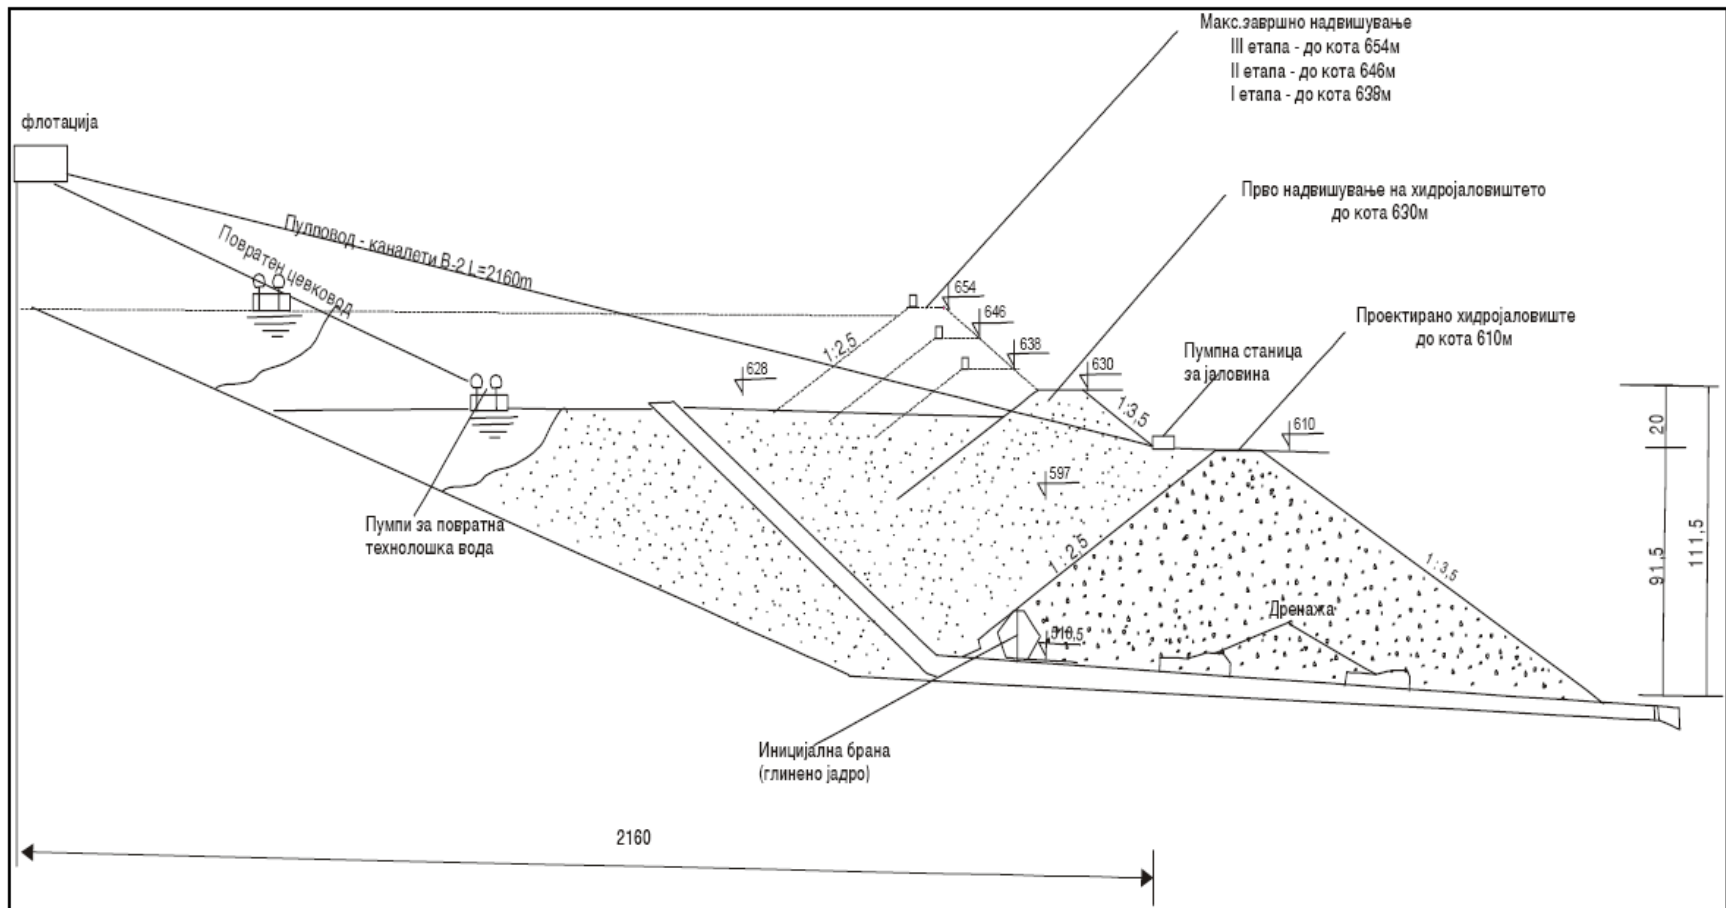 Макс.завршно надвишување
III етапа - до кота 654м
II етапа - до кота 646м
I етапа - до кота 638м
флотација
Прво надвишување на хидројаловиштето
до кота 630м
Пулповод - каналети B-2 L=2160m
Повратен цевковод
654
646
638
630
628
1:2,5
1:3,5
Проектирано хидројаловиште
до кота 610м
Пумпна станица
за јаловина
610
597
20
91,5
111,5
Пумпи за повратна
технолошка вода
1 : 2,5
1 : 3,5
Дренажа
518,5
Иницијална брана
(глинено јадро)
2160